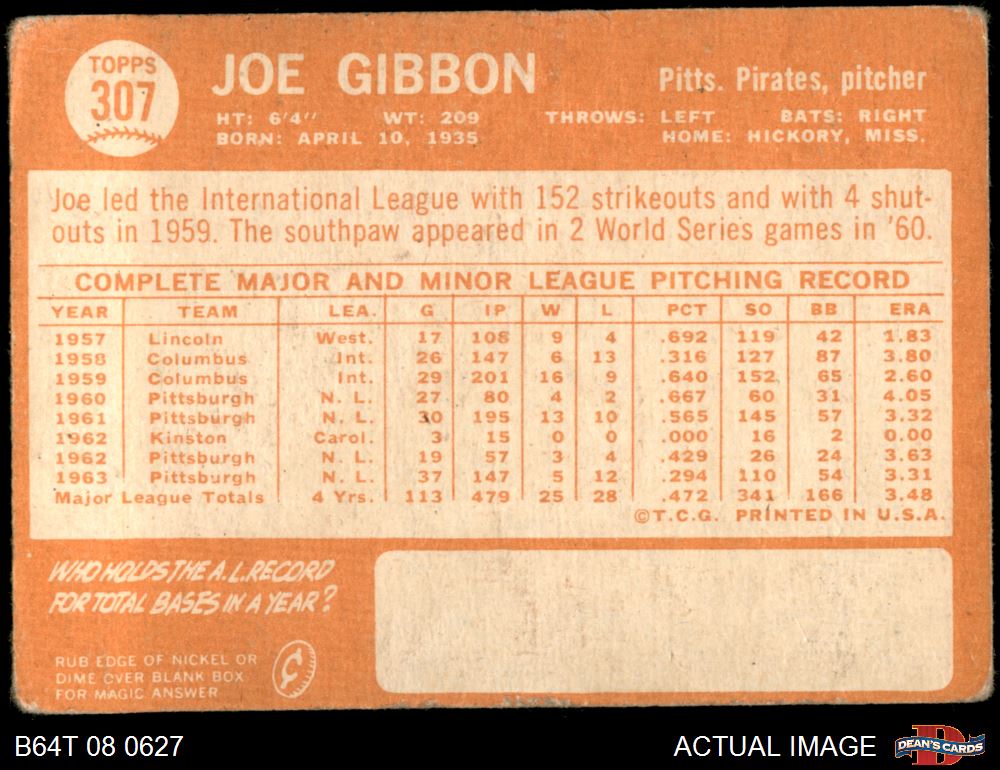 TOPPS
307
JOE GIBBON
Pitts. Pirates, pitcher
HT: 6'4" WT: 209 THROWS: LEFT BATS: RIGHT
BORN: APRIL 10, 1935 HOME: HICKORY, MISS.
Joe led the International League with 152 strikeouts and with 4 shut-
outs in 1959. The southpaw appeared in 2 World Series games in '60.
COMPLETE MAJOR AND MINOR LEAGUE PITCHING RECORD
YEAR TEAM LEA. G IP W L PCT SO BB ERA
1957 Lincoln West. 17 108 9 4 .692 119 42 1.83
1958 Columbus Int. 26 147 6 13 .316 127 87 3.80
1959 Columbus Int. 29 201 16 9 .640 152 65 2.60
1960 Pittsburgh N. L. 27 80 4 2 .667 60 31 4.05
1961 Pittsburgh N. L. 30 195 13 10 .565 145 57 3.32
1962 Kinston Carol. 3 15 0 0 .000 16 2 0.00
1962 Pittsburgh N. L. 19 57 3 4 .429 26 24 3.63
1963 Pittsburgh N. L. 37 147 5 12 .294 110 54 3.31
Major League Totals 4 Yrs. 113 479 25 28 .472 341 166 3.48
©T.C.G. PRINTED IN U.S.A.
WHO HOLDS THE A.L. RECORD
FOR TOTAL BASES IN A YEAR?
RUB EDGE OF NICKEL OR
DIME OVER BLANK BOX
FOR MAGIC ANSWER
¢
B64T 08 0627
ACTUAL IMAGE
D
DEAN'S CARDS